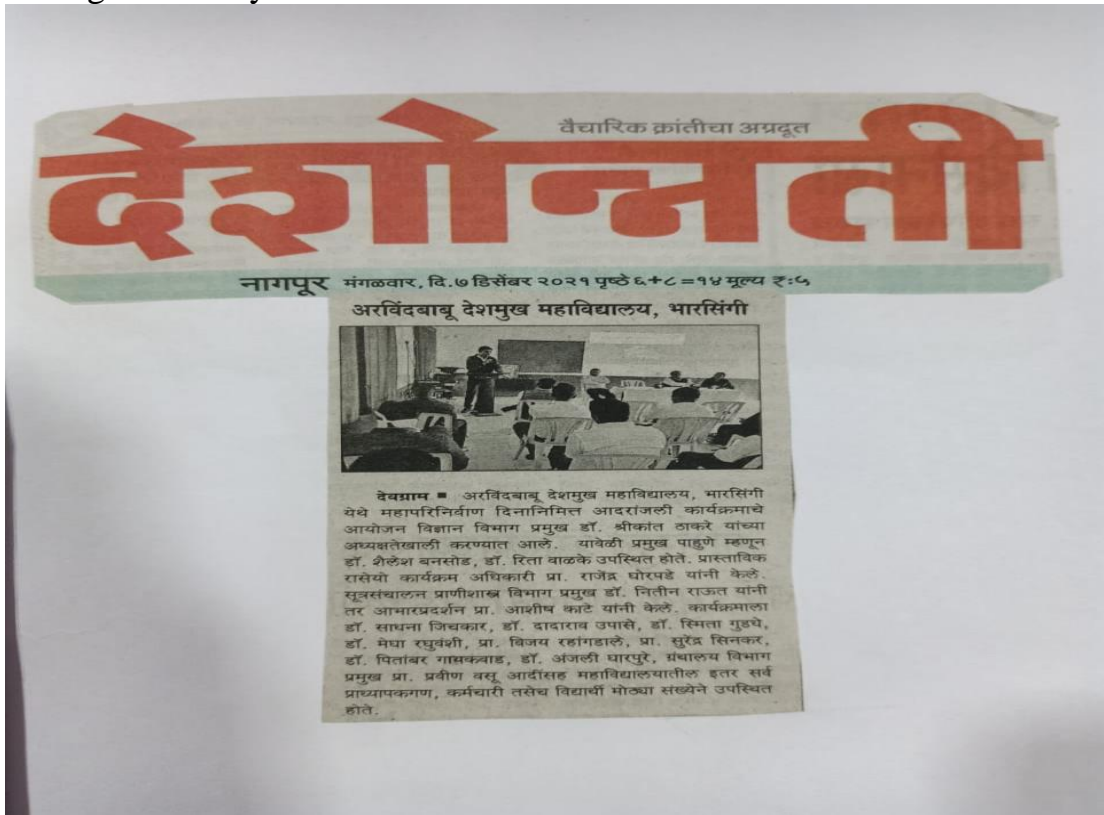 वैचारिक क्रांतीचा अग्रदूत
देशोन्नती
नागपूर मंगळवार, दि.७ डिसेंबर २०२१ पृष्ठे ६+८=१४ मूल्य ₹:५
अरविंदबाबू देशमुख महाविद्यालय, भारसिंगी
देवग्राम ■ अरविंदबाबू देशमुख महाविद्यालय, भारसिंगी
येथे महापरिनिर्वाण दिनानिमित्त आदरांजली कार्यक्रमाचे
आयोजन विज्ञान विभाग प्रमुख डॉ. श्रीकांत ठाकरे यांच्या
अध्यक्षतेखाली करण्यात आले. यावेळी प्रमुख पाहुणे म्हणून
डॉ. शैलेश बनसोड, डॉ. रिता वाळके उपस्थित होते. प्रास्ताविक
रासेयो कार्यक्रम अधिकारी प्रा. राजेंद्र घोरपडे यांनी केले.
सूत्रसंचालन प्राणीशास्त्र विभाग प्रमुख डॉ. नितीन राऊत यांनी
तर आभारप्रदर्शन प्रा. आशीष काटे यांनी केले. कार्यक्रमाला
डॉ. साधना जिचकार, डॉ. दादाराव उपासे, डॉ. स्मिता गुडधे,
डॉ. मेघा रघुवंशी, प्रा. विजय रहांगडाले, प्रा. सुरेंद्र सिनकर,
डॉ. पितांबर गासकवाड, डॉ. अंजली घारपुरे, ग्रंथालय विभाग
प्रमुख प्रा. प्रवीण वसू आदींसह महाविद्यालयातील इतर सर्व
प्राध्यापकगण, कर्मचारी तसेच विद्यार्थी मोठ्या संख्येने उपस्थित
होते.